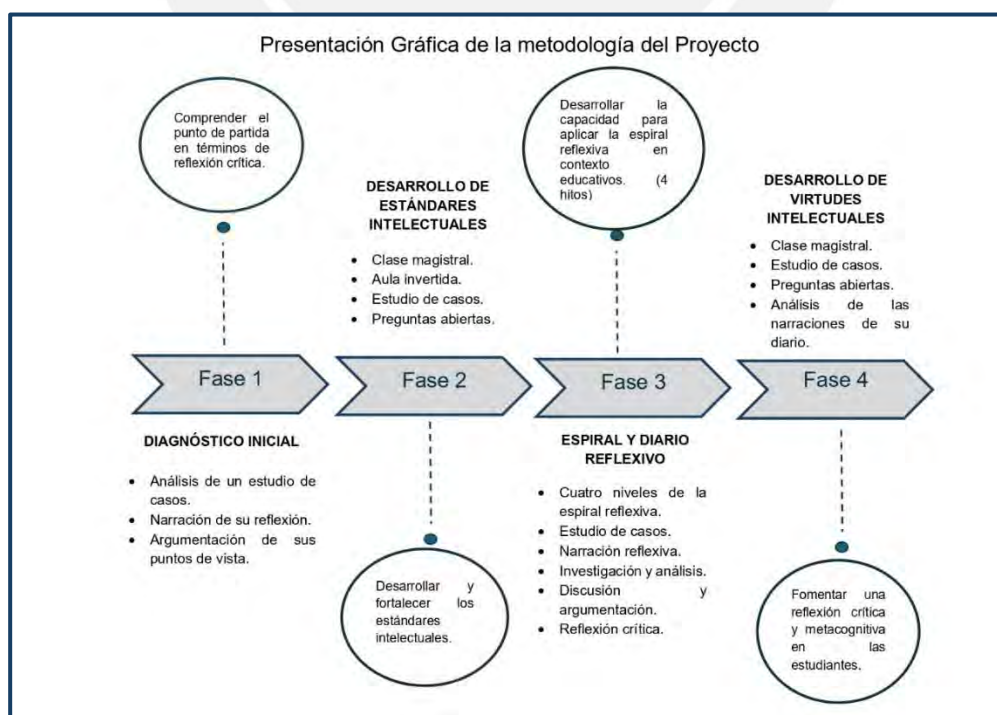 Presentación Gráfica de la metodología del Proyecto
Comprender el
punto de partida
en términos de
reflexión crítica.
Fase 1
DIAGNÓSTICO INICIAL
• Análisis de un estudio de
casos.
• Narración de su reflexión.
• Argumentación de sus
puntos de vista.
DESARROLLO DE
ESTÁNDARES
INTELECTUALES
• Clase magistral.
• Aula invertida.
• Estudio de casos.
• Preguntas abiertas.
Fase 2
Desarrollar y
fortalecer los
estándares
intelectuales.
Desarrollar la
capacidad para
aplicar la espiral
reflexiva en
contexto
educativos. (4
hitos)
Fase 3
ESPIRAL Y DIARIO
REFLEXIVO
• Cuatro niveles de la
espiral reflexiva.
• Estudio de casos.
• Narración reflexiva.
• Investigación y análisis.
• Discusión y
argumentación.
• Reflexión crítica.
DESARROLLO DE
VIRTUDES
INTELECTUALES
• Clase magistral.
• Estudio de casos.
• Preguntas abiertas.
• Análisis de las
narraciones de su
diario.
Fase 4
Fomentar una
reflexión crítica
y metacognitiva
en las
estudiantes.